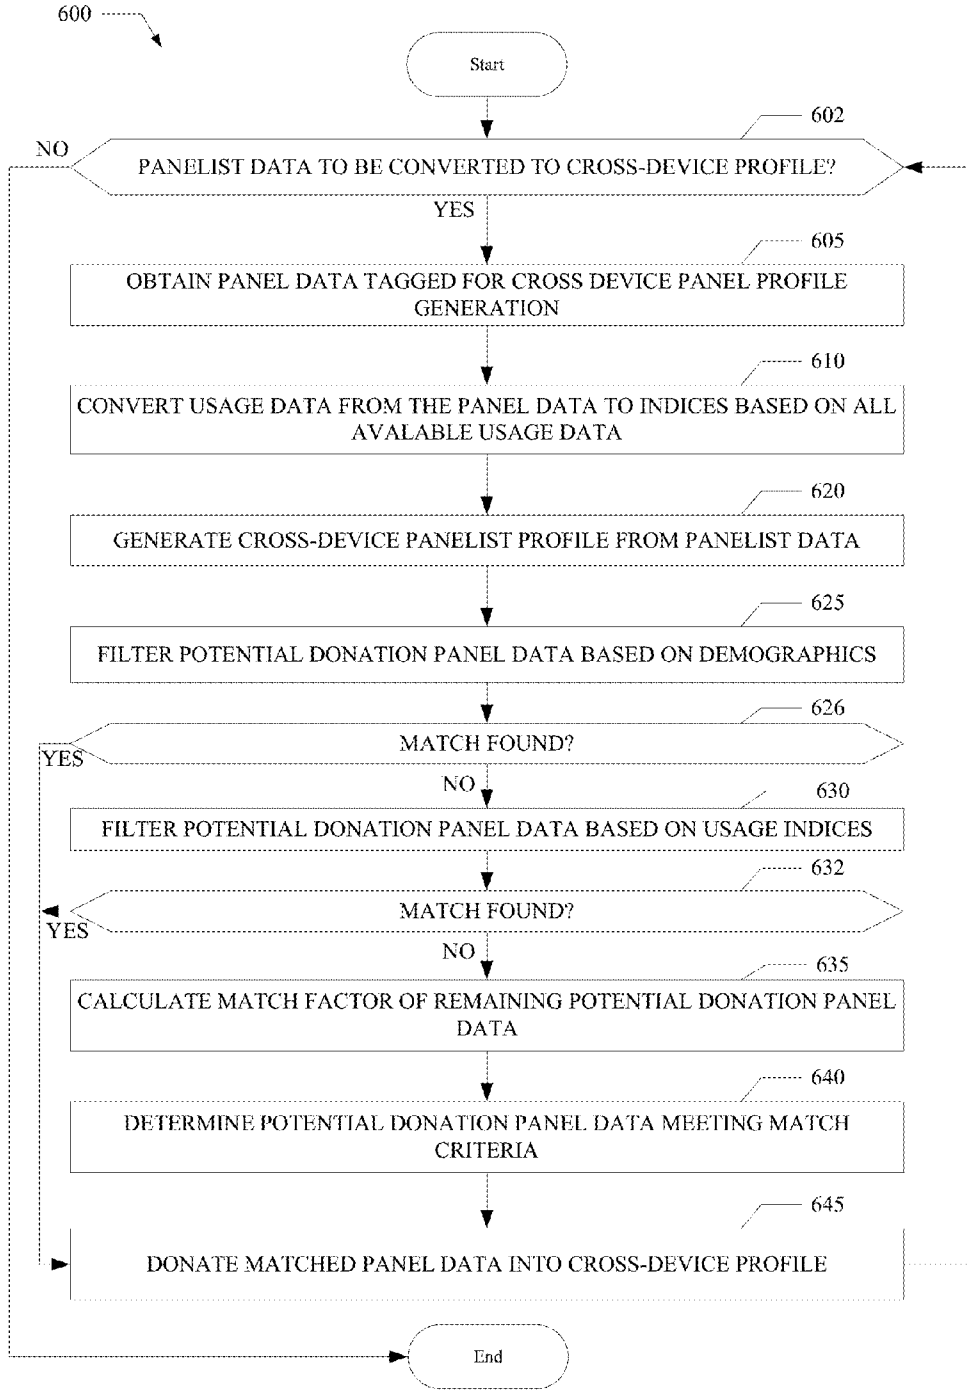 600
Start
602
NO
PANELIST DATA TO BE CONVERTED TO CROSS-DEVICE PROFILE?
YES
605
OBTAIN PANEL DATA TAGGED FOR CROSS DEVICE PANEL PROFILE
GENERATION
610
CONVERT USAGE DATA FROM THE PANEL DATA TO INDICES BASED ON ALL
AVALABLE USAGE DATA
620
GENERATE CROSS-DEVICE PANELIST PROFILE FROM PANELIST DATA
625
FILTER POTENTIAL DONATION PANEL DATA BASED ON DEMOGRAPHICS
626
MATCH FOUND?
YES
NO
630
FILTER POTENTIAL DONATION PANEL DATA BASED ON USAGE INDICES
632
MATCH FOUND?
YES
NO
635
CALCULATE MATCH FACTOR OF REMAINING POTENTIAL DONATION PANEL
DATA
640
DETERMINE POTENTIAL DONATION PANEL DATA MEETING MATCH
CRITERIA
645
DONATE MATCHED PANEL DATA INTO CROSS-DEVICE PROFILE
End